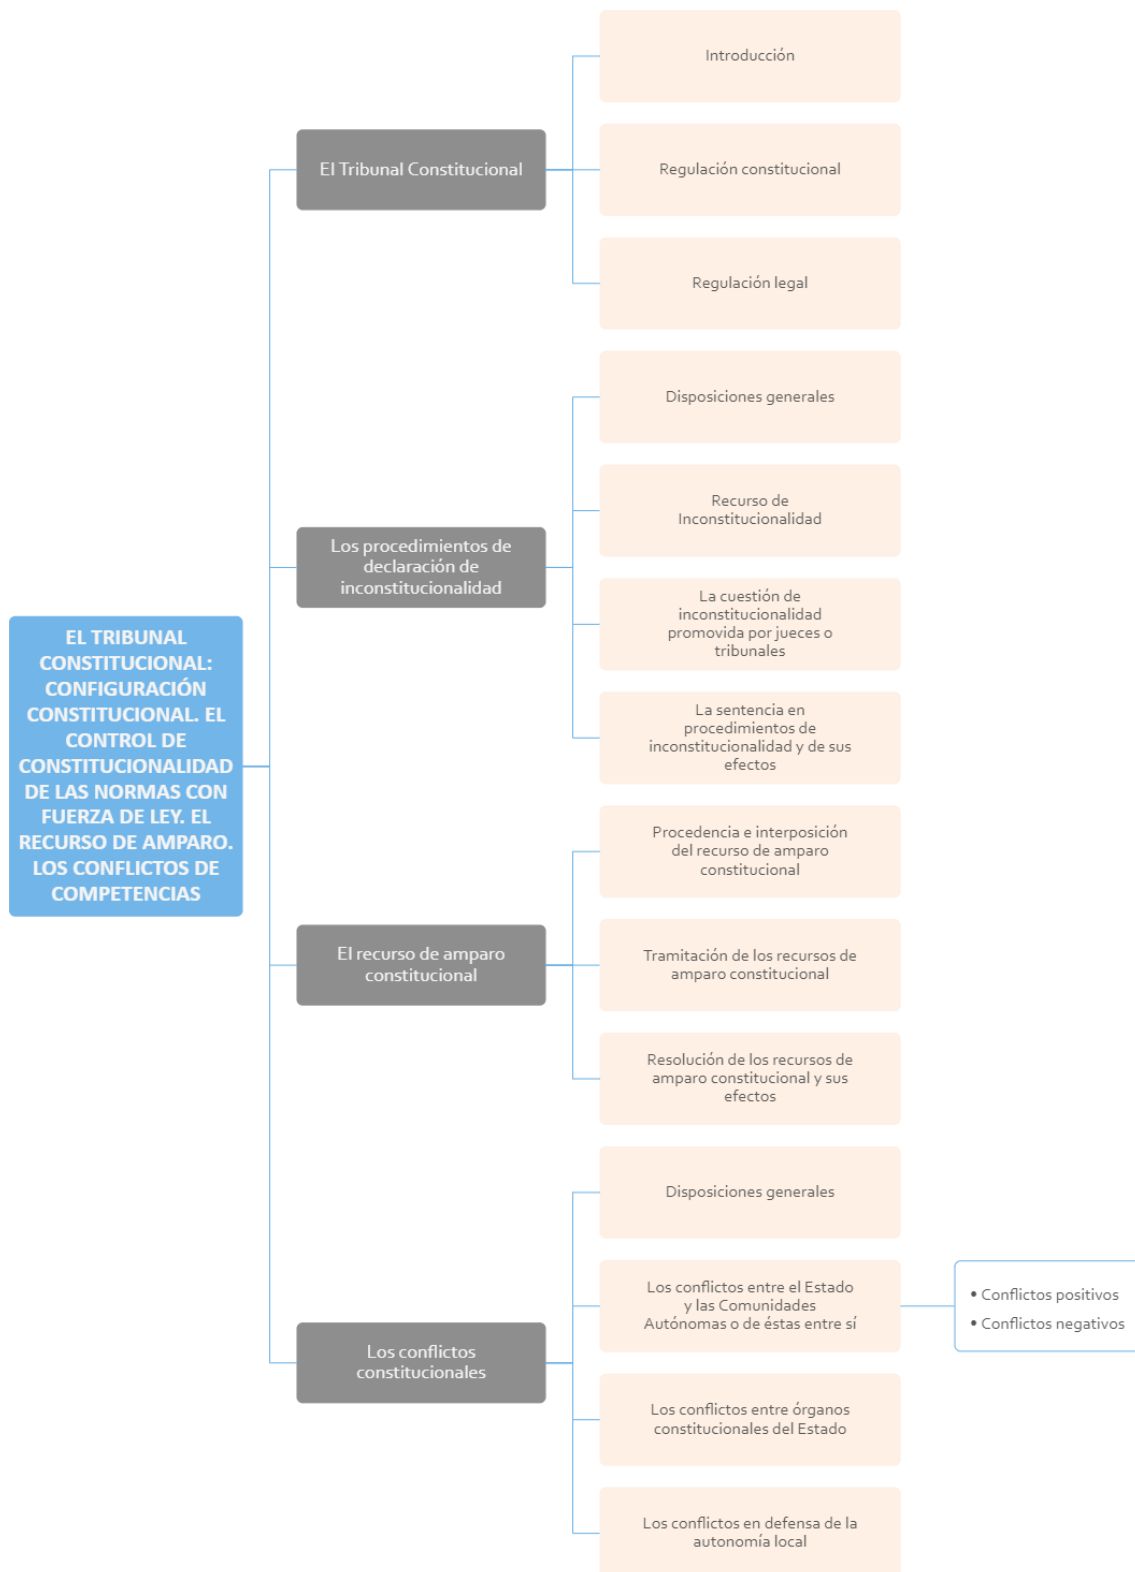 Introducción
El Tribunal Constitucional
Regulación constitucional
Regulación legal
Disposiciones generales
Recurso de
Inconstitucionalidad
Los procedimientos de
declaración de
inconstitucionalidad
La cuestión de
inconstitucionalidad
promovida por jueces o
tribunales
La sentencia en
procedimientos de
inconstitucionalidad y de sus
efectos
EL TRIBUNAL
CONSTITUCIONAL:
CONFIGURACIÓN
CONSTITUCIONAL. EL
CONTROL DE
CONSTITUCIONALIDAD
DE LAS NORMAS CON
FUERZA DE LEY. EL
RECURSO DE AMPARO.
LOS CONFLICTOS DE
COMPETENCIAS
Procedencia e interposición
del recurso de amparo
constitucional
El recurso de amparo
constitucional
Tramitación de los recursos de
amparo constitucional
Resolución de los recursos de
amparo constitucional y sus
efectos
Disposiciones generales
Los conflictos entre el Estado
y las Comunidades
Autónomas o de éstas entre sí
• Conflictos positivos
• Conflictos negativos
Los conflictos
constitucionales
Los conflictos entre órganos
constitucionales del Estado
Los conflictos en defensa de la
autonomía local